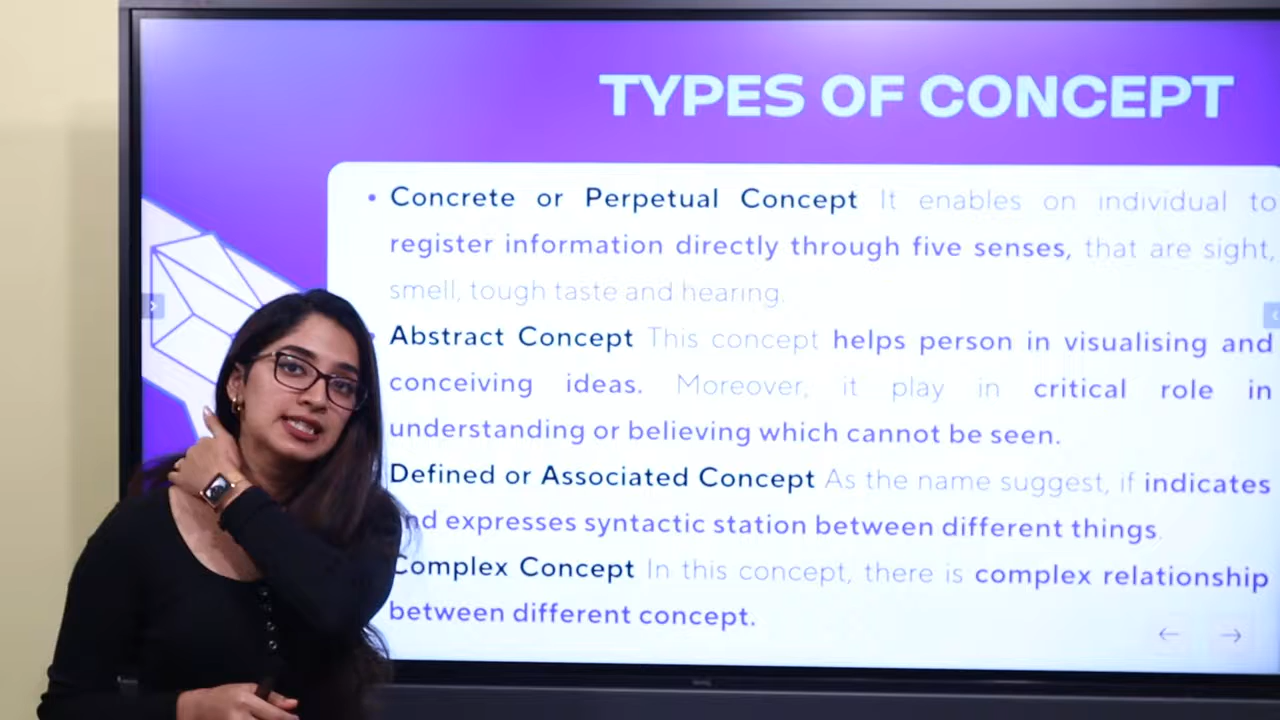 TYPES OF CONCEPT
• Concrete or Perpetual Concept It enables on individual to
register information directly through five senses, that are sight,
smell, tough taste and hearing.
Abstract Concept This concept helps person in visualising and
conceiving ideas. Moreover, it play in critical role in
understanding or believing which cannot be seen.
Defined or Associated Concept As the name suggest, if indicates
nd expresses syntactic station between different things.
Complex Concept In this concept, there is complex relationship
between different concept.